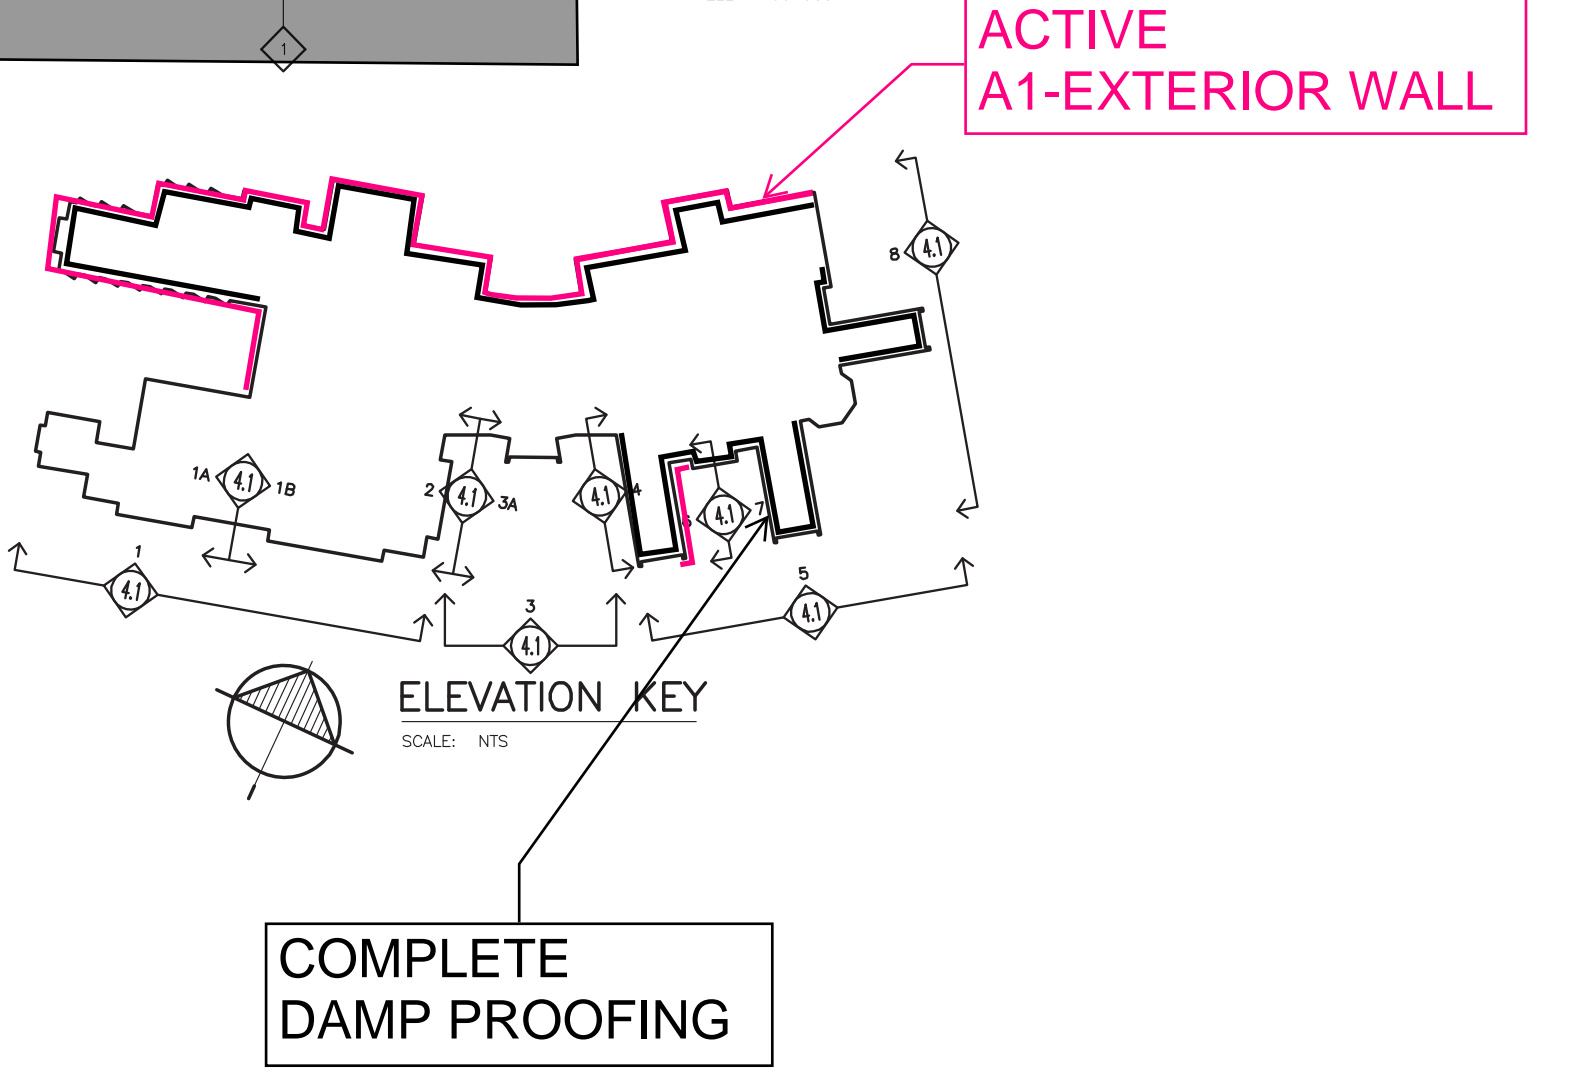 1
ACTIVE
A1-EXTERIOR WALL
8
4.1
1A
4.1
1B
2
4.1
3A
4.1
4
6
4.1
7
1
4.1
3
4.1
5
4.1
ELEVATION KEY
SCALE: NTS
COMPLETE
DAMP PROOFING